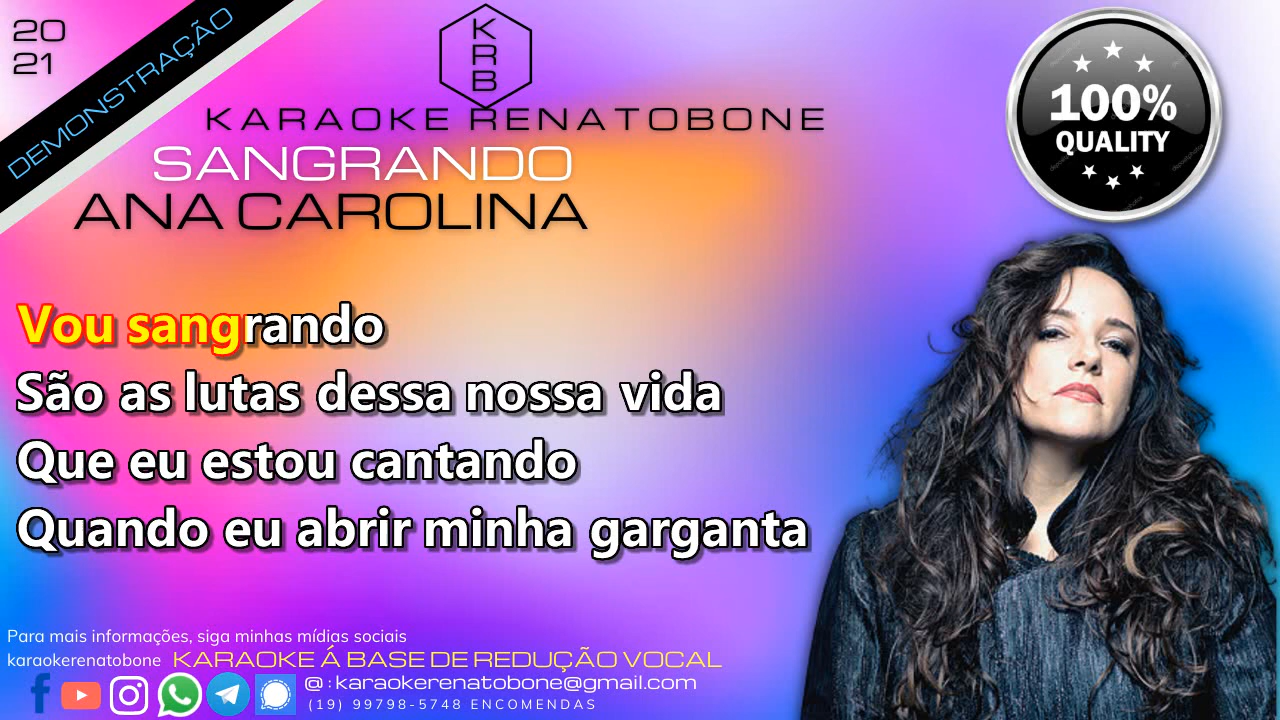 20
21
DEMONSTRAÇÃO
K
R
B
KARAOKE RENATOBONE
SANGRANDO
ANA CAROLINA
100%
QUALITY
Vou sangrando
São as lutas dessa nossa vida
Que eu estou cantando
Quando eu abrir minha garganta
Para mais informações, siga minhas mídias sociais
karaokerenatobone KARAOKE Á BASE DE REDUÇÃO VOCAL
@:karaokerenatobone@gmail.com
(19) 99798-5748 ENCOMENDAS